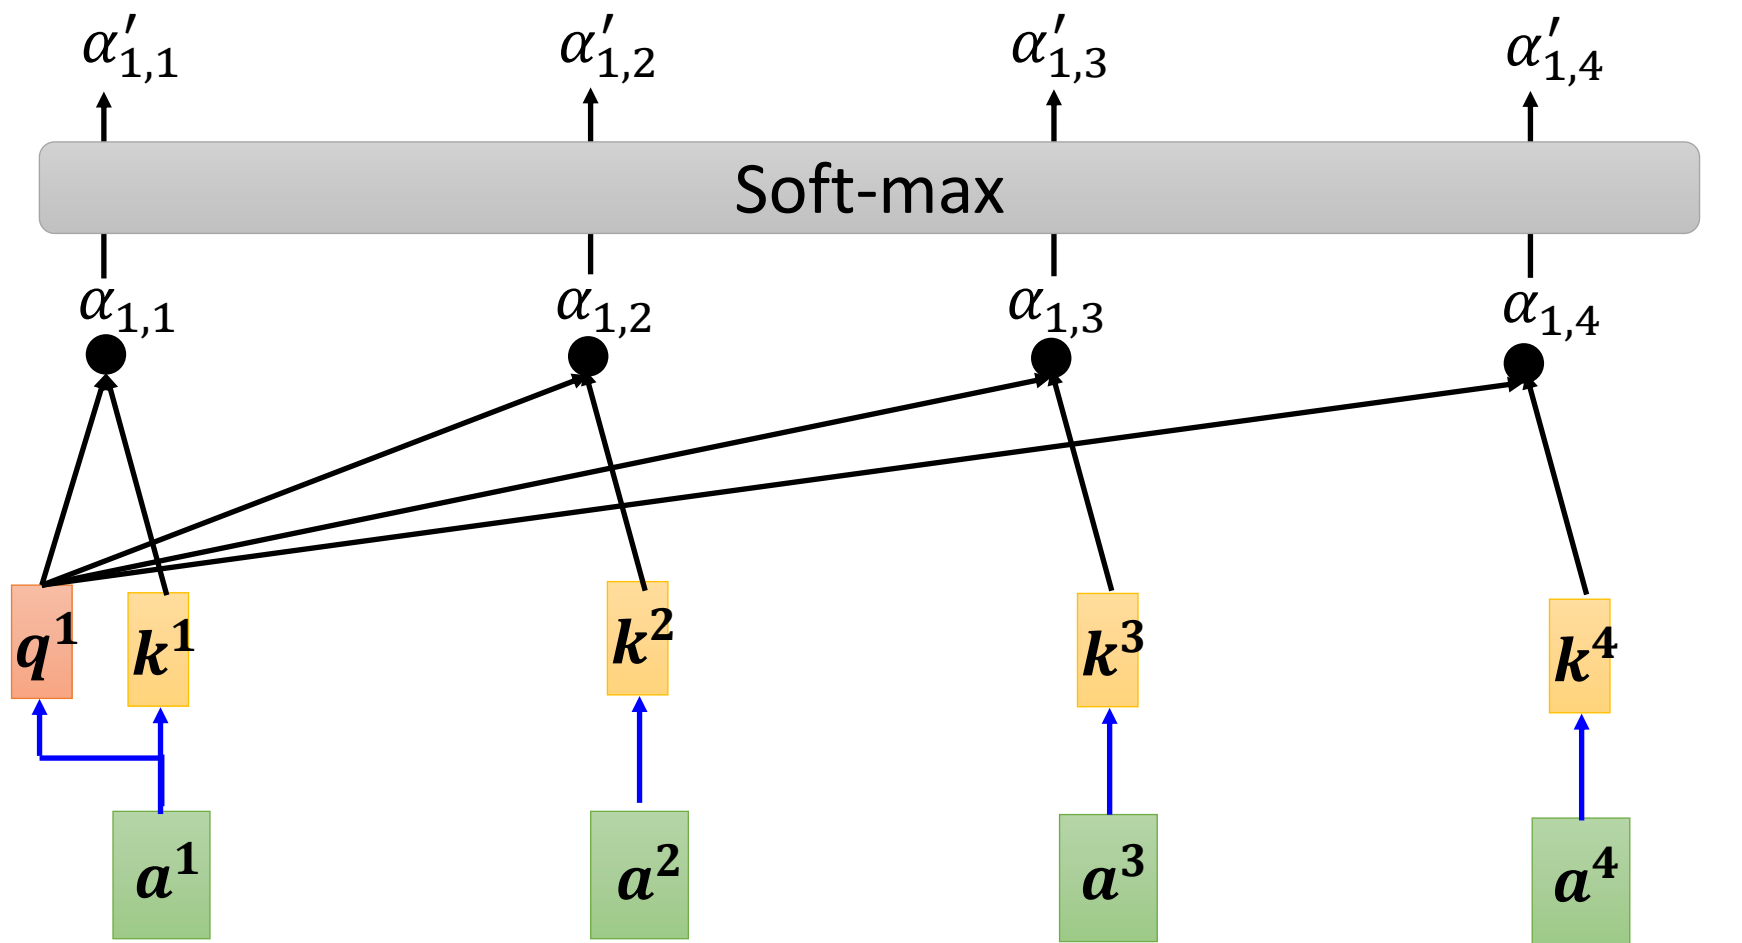 α′1,1 α′1,2 α′1,3 α′1,4
Soft-max
α1,1 α1,2 α1,3 α1,4
q¹ k¹ k² k³ k⁴
a¹ a² a³ a⁴